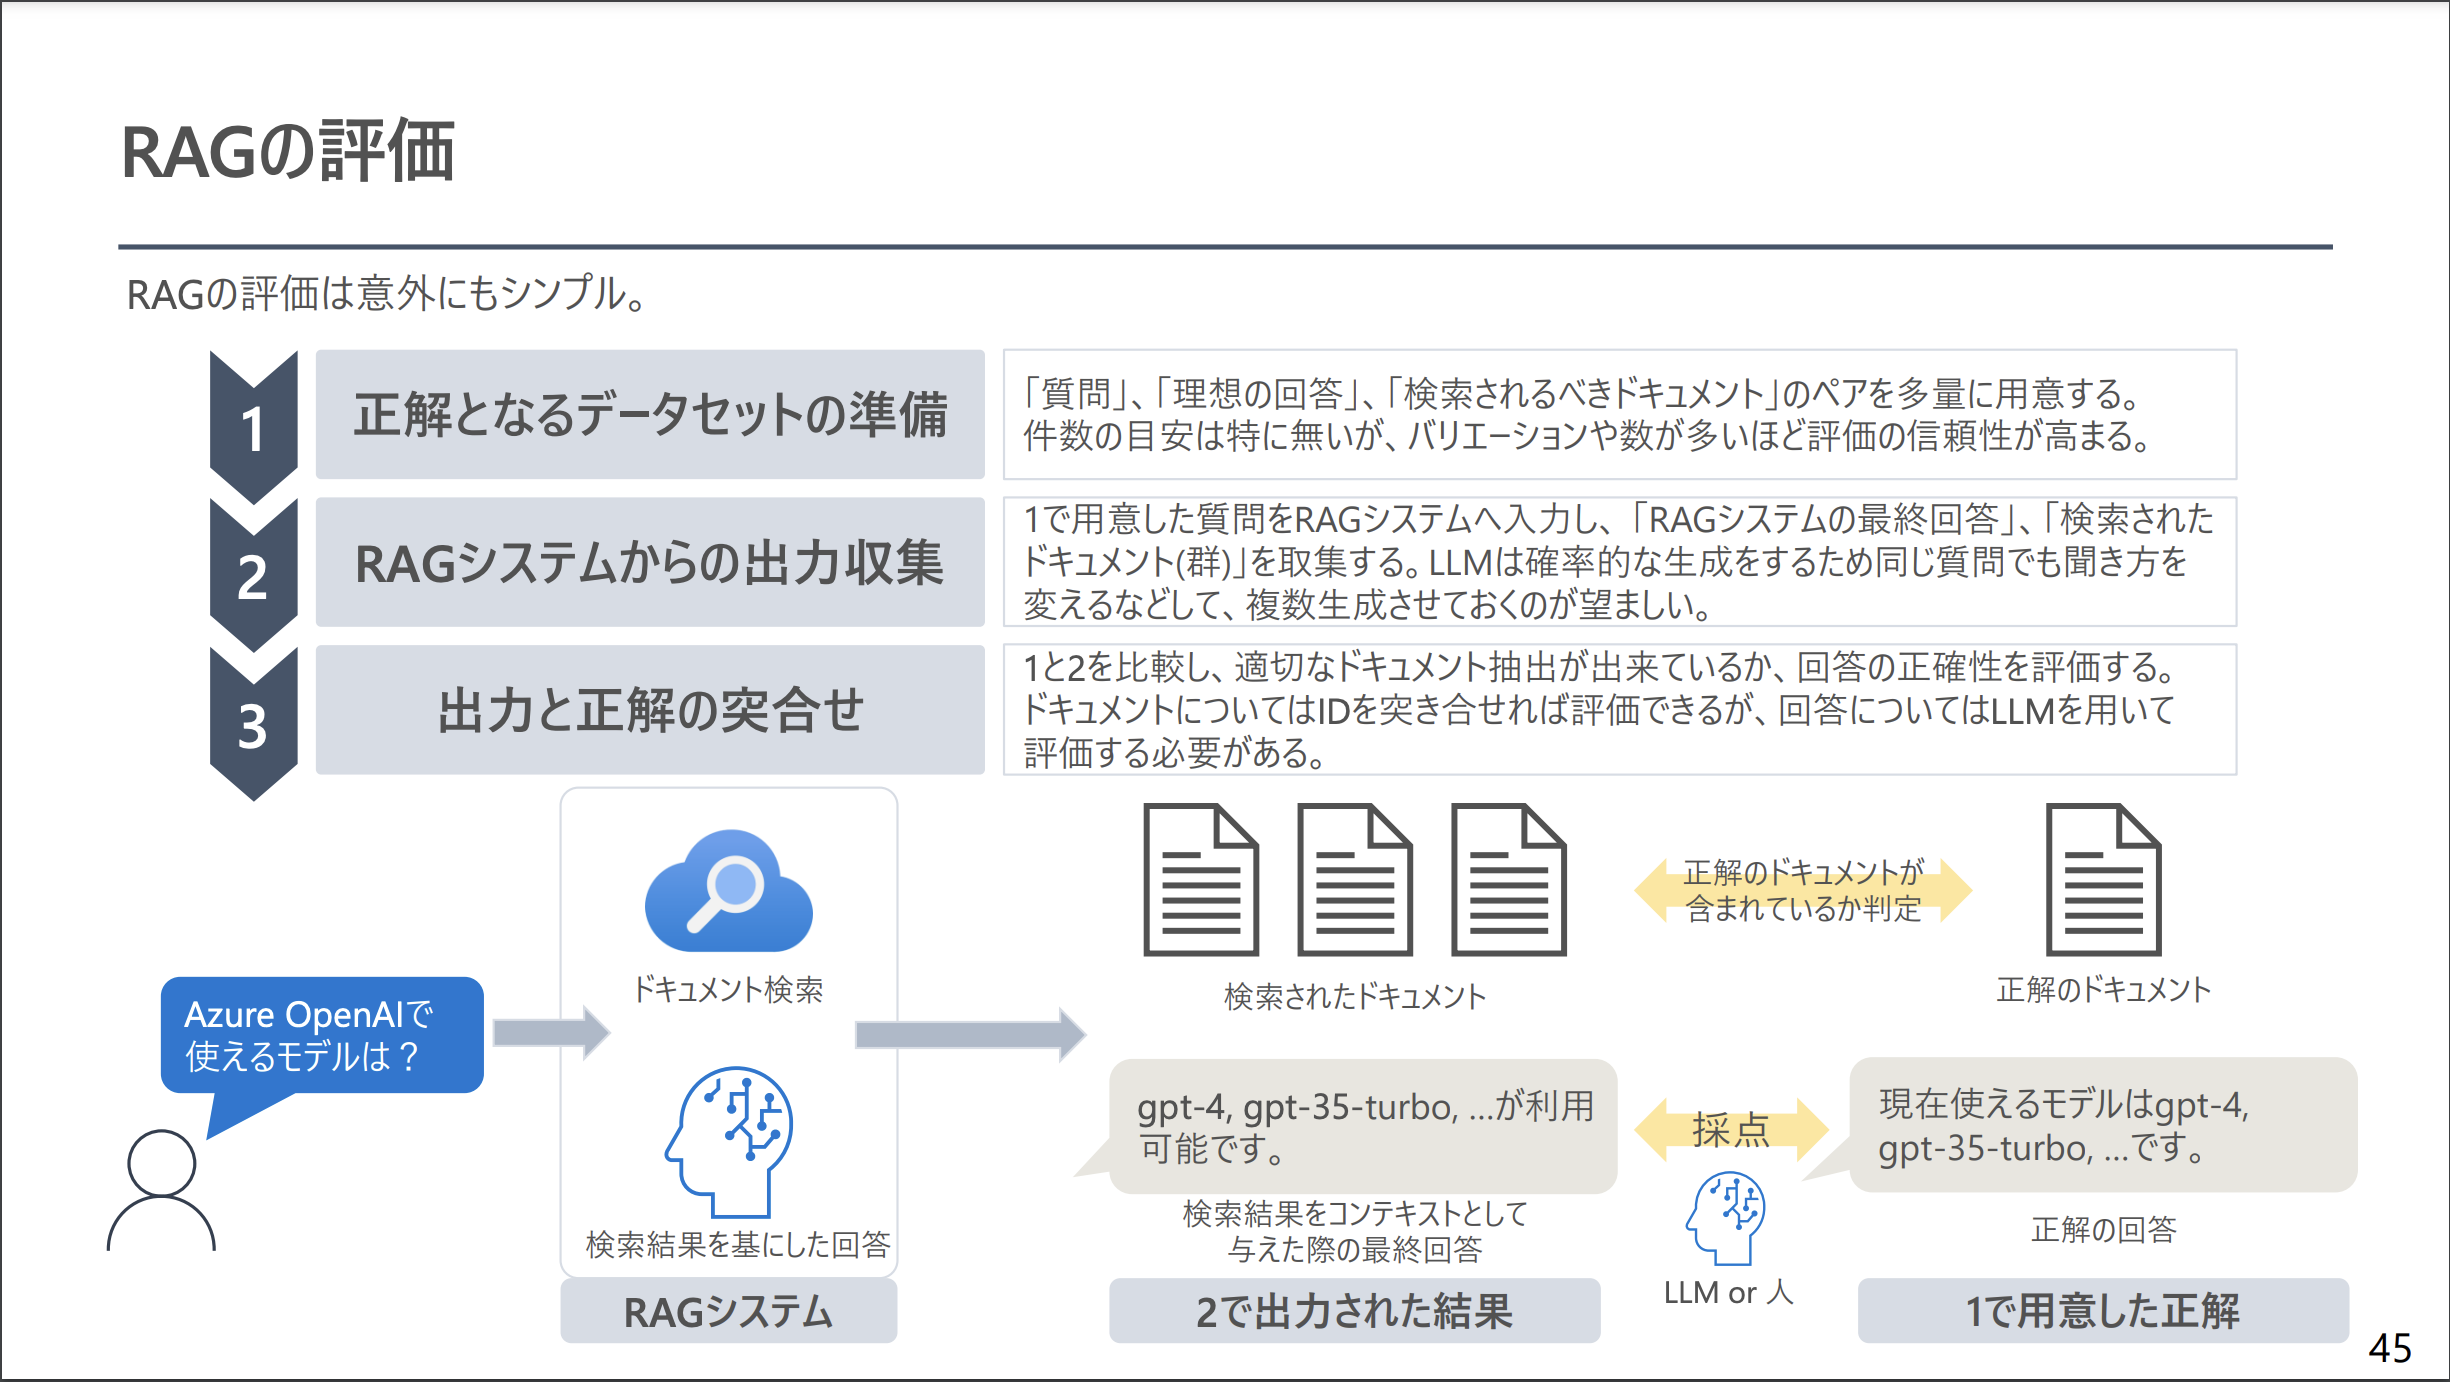 RAGの評価
RAGの評価は意外にもシンプル。
1
正解となるデータセットの準備
「質問」、「理想の回答」、「検索されるべきドキュメント」のペアを多量に用意する。
件数の目安は特に無いが、バリエーションや数が多いほど評価の信頼性が高まる。
2
RAGシステムからの出力収集
1で用意した質問をRAGシステムへ入力し、「RAGシステムの最終回答」、「検索された
ドキュメント(群)」を取集する。LLMは確率的な生成をするため同じ質問でも聞き方を
変えるなどして、複数生成させておくのが望ましい。
3
出力と正解の突合せ
1と2を比較し、適切なドキュメント抽出が出来ているか、回答の正確性を評価する。
ドキュメントについてはIDを突き合せれば評価できるが、回答についてはLLMを用いて
評価する必要がある。
Azure OpenAIで
使えるモデルは？
ドキュメント検索
検索結果を基にした回答
RAGシステム
検索されたドキュメント
gpt-4, gpt-35-turbo, …が利用
可能です。
検索結果をコンテキストとして
与えた際の最終回答
2で出力された結果
正解のドキュメントが
含まれているか判定
採点
LLM or 人
正解のドキュメント
現在使えるモデルはgpt-4,
gpt-35-turbo, …です。
正解の回答
1で用意した正解
45